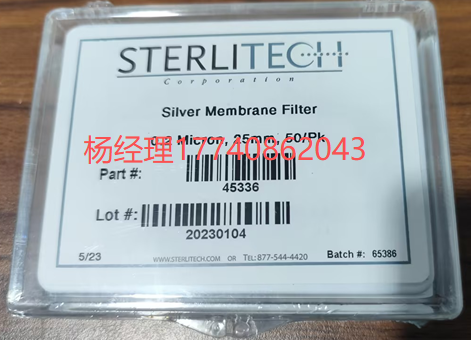 STERLITECH
Corporation
Silver Membrane Filter
Micron, 25mm, 50/Pk
杨经理17740862043
Part #:
45336
Lot #:
20230104
5/23
WWW.STERLITECH.COM OR TEL:877-544-4420
Batch #: 65386